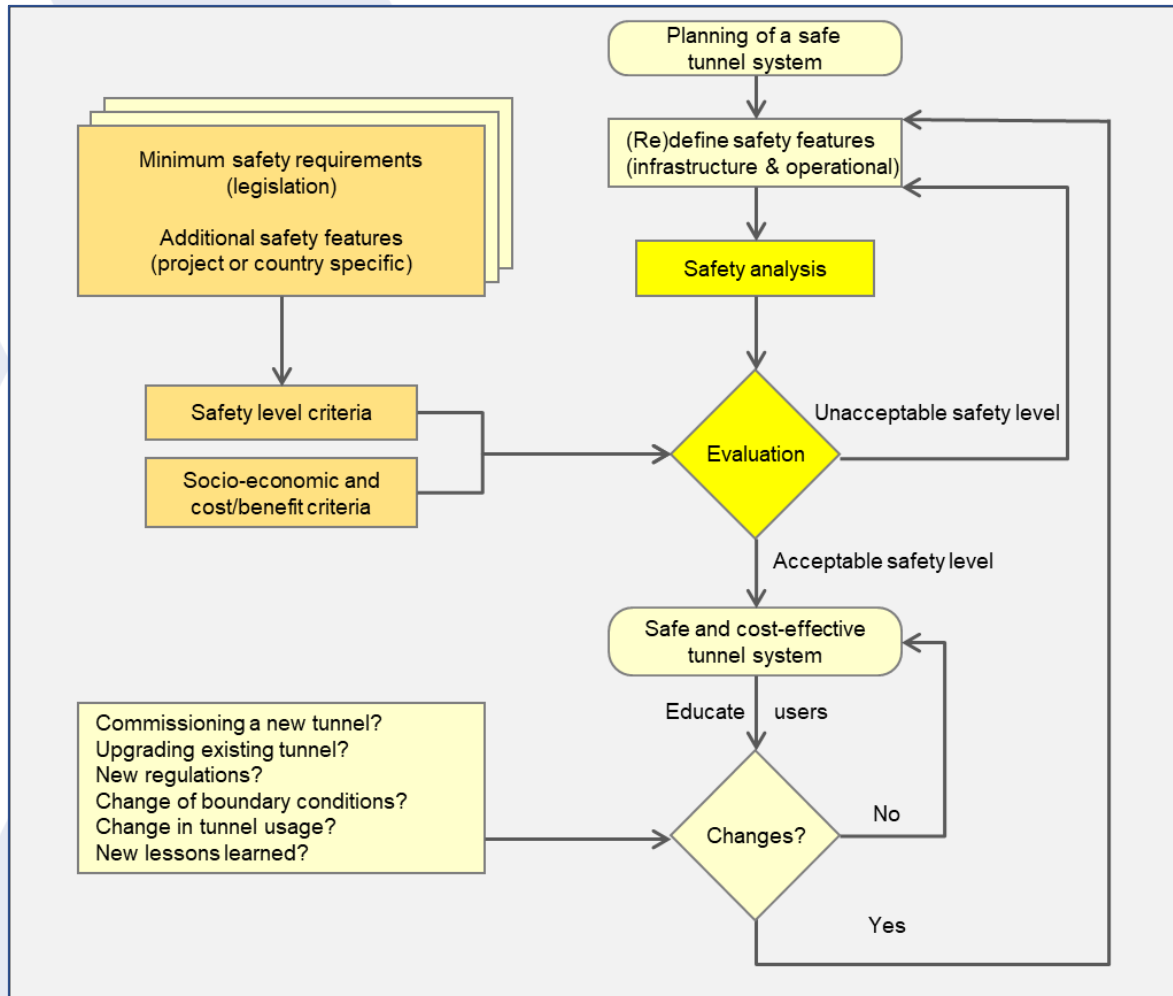 Planning of a safe
tunnel system
(Re)define safety features
(infrastructure & operational)
Minimum safety requirements
(legislation)
Additional safety features
(project or country specific)
Safety analysis
Safety level criteria
Unacceptable safety level
Evaluation
Socio-economic and
cost/benefit criteria
Acceptable safety level
Safe and cost-effective
tunnel system
Educate users
Commissioning a new tunnel?
Upgrading existing tunnel?
New regulations?
Change of boundary conditions?
Change in tunnel usage?
New lessons learned?
No
Changes?
Yes